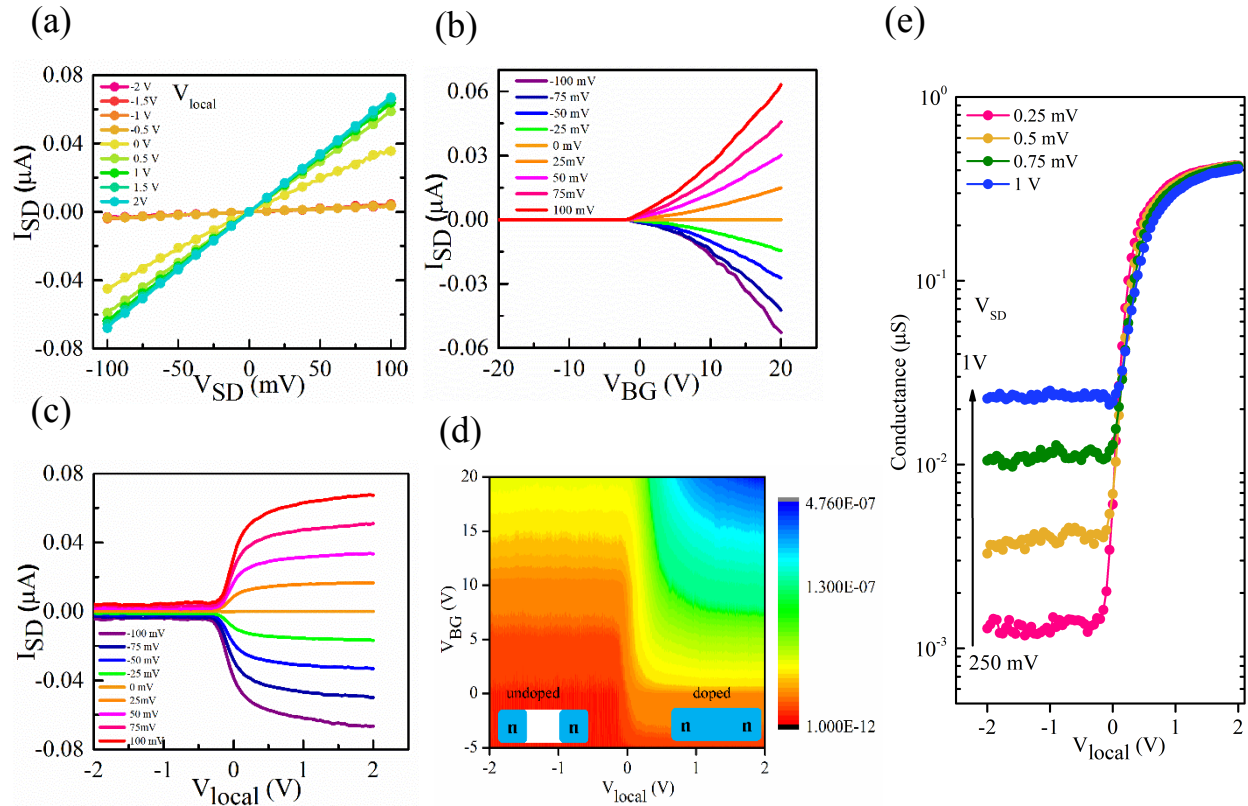 (a)
0.08
0.04
0.00
-0.04
-0.08
I_SD (μA)
-2 V
-1.5V
-1 V
-0.5 V
0 V
0.5 V
1 V
1.5 V
2V
V_local
-100
-50
0
50
100
V_SD (mV)
(b)
0.06
0.03
0.00
-0.03
-0.06
I_SD (μA)
-100 mV
-75 mV
-50 mV
-25 mV
0 mV
25mV
50 mV
75mV
100 mV
-20
-10
0
10
20
V_BG (V)
(c)
0.08
0.04
0.00
-0.04
-0.08
I_SD (μA)
-100 mV
-75 mV
-50 mV
-25 mV
0 mV
25mV
50 mV
75mV
100 mV
-2
-1
0
1
2
V_local (V)
(d)
20
15
10
5
0
-5
V_BG (V)
undoped
n n
doped
n n
-2
-1
0
1
2
V_local (V)
4.760E-07
1.300E-07
1.000E-12
(e)
10^0
10^-1
10^-2
10^-3
Conductance (μS)
0.25 mV
0.5 mV
0.75 mV
1 V
V_SD
1V
250 mV
-2
-1
0
1
2
V_local (V)